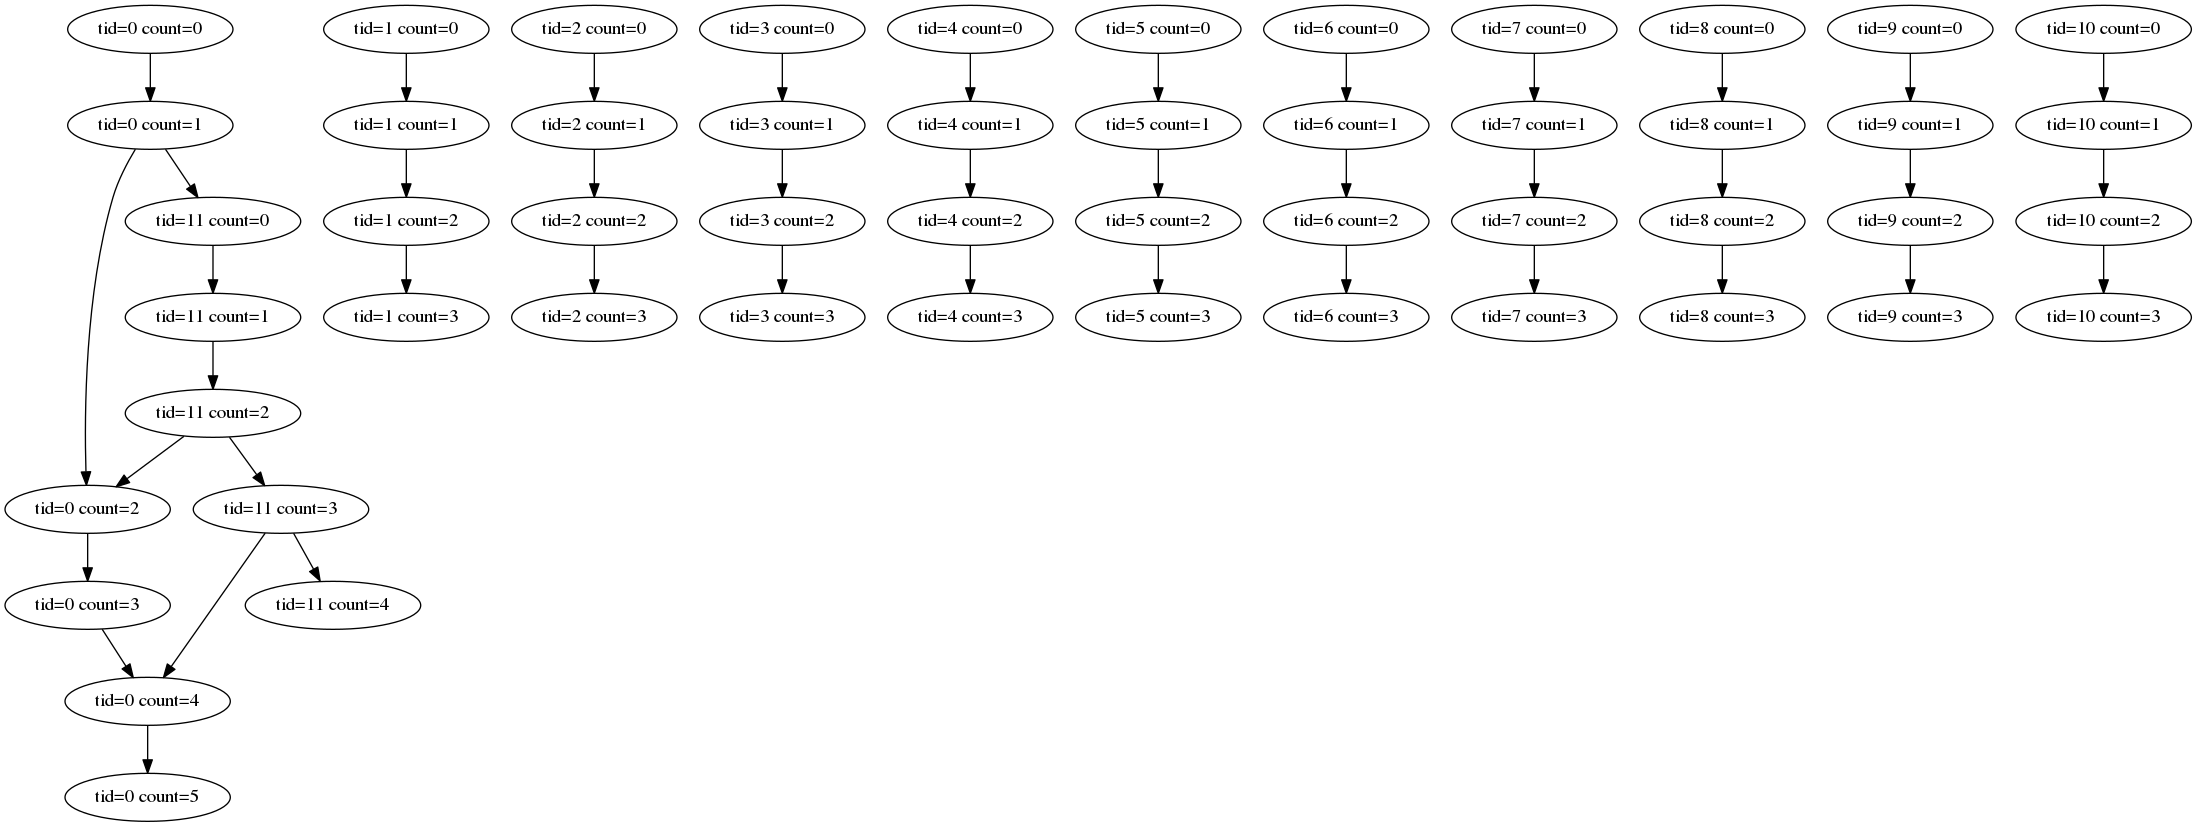 tid=0 count=0
tid=1 count=0
tid=2 count=0
tid=3 count=0
tid=4 count=0
tid=5 count=0
tid=6 count=0
tid=7 count=0
tid=8 count=0
tid=9 count=0
tid=10 count=0
tid=0 count=1
tid=1 count=1
tid=2 count=1
tid=3 count=1
tid=4 count=1
tid=5 count=1
tid=6 count=1
tid=7 count=1
tid=8 count=1
tid=9 count=1
tid=10 count=1
tid=11 count=0
tid=1 count=2
tid=2 count=2
tid=3 count=2
tid=4 count=2
tid=5 count=2
tid=6 count=2
tid=7 count=2
tid=8 count=2
tid=9 count=2
tid=10 count=2
tid=11 count=1
tid=1 count=3
tid=2 count=3
tid=3 count=3
tid=4 count=3
tid=5 count=3
tid=6 count=3
tid=7 count=3
tid=8 count=3
tid=9 count=3
tid=10 count=3
tid=11 count=2
tid=0 count=2
tid=11 count=3
tid=0 count=3
tid=11 count=4
tid=0 count=4
tid=0 count=5